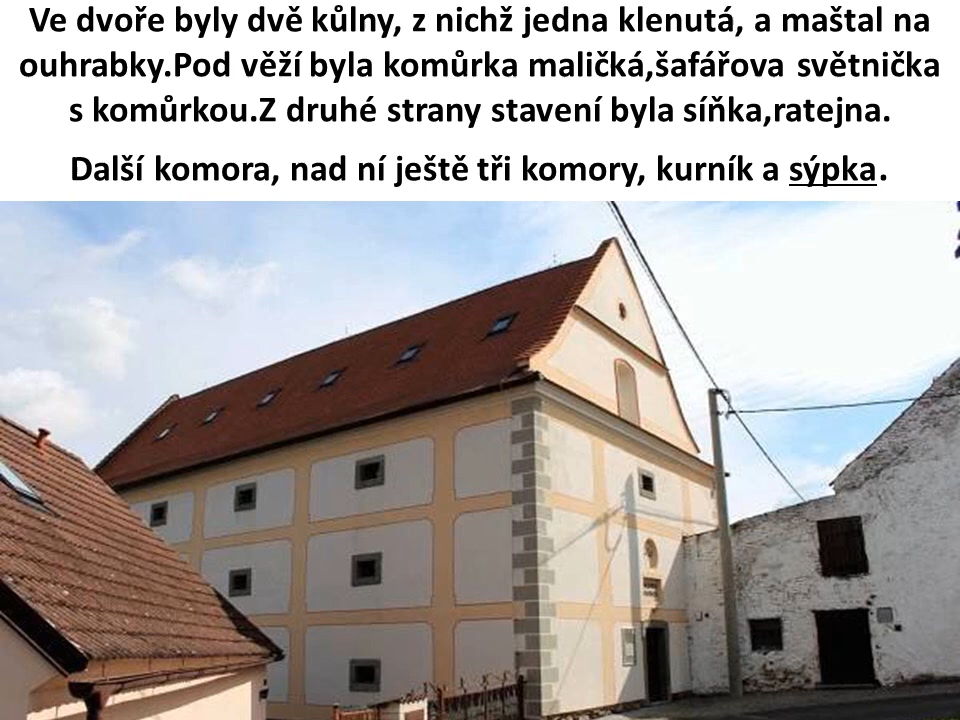 Ve dvoře byly dvě kůlny, z nichž jedna klenutá, a maštal na
ouhrabky.Pod věží byla komůrka maličká,šafářova světnička
s komůrkou.Z druhé strany stavení byla síňka,ratejna.
Další komora, nad ní ještě tři komory, kurník a sýpka.